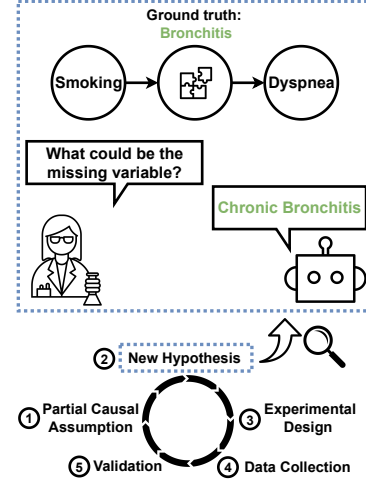 Ground truth:
Bronchitis
Smoking
Dyspnea
What could be the
missing variable?
Chronic Bronchitis
2 New Hypothesis
1 Partial Causal
Assumption
3 Experimental
Design
5 Validation
4 Data Collection